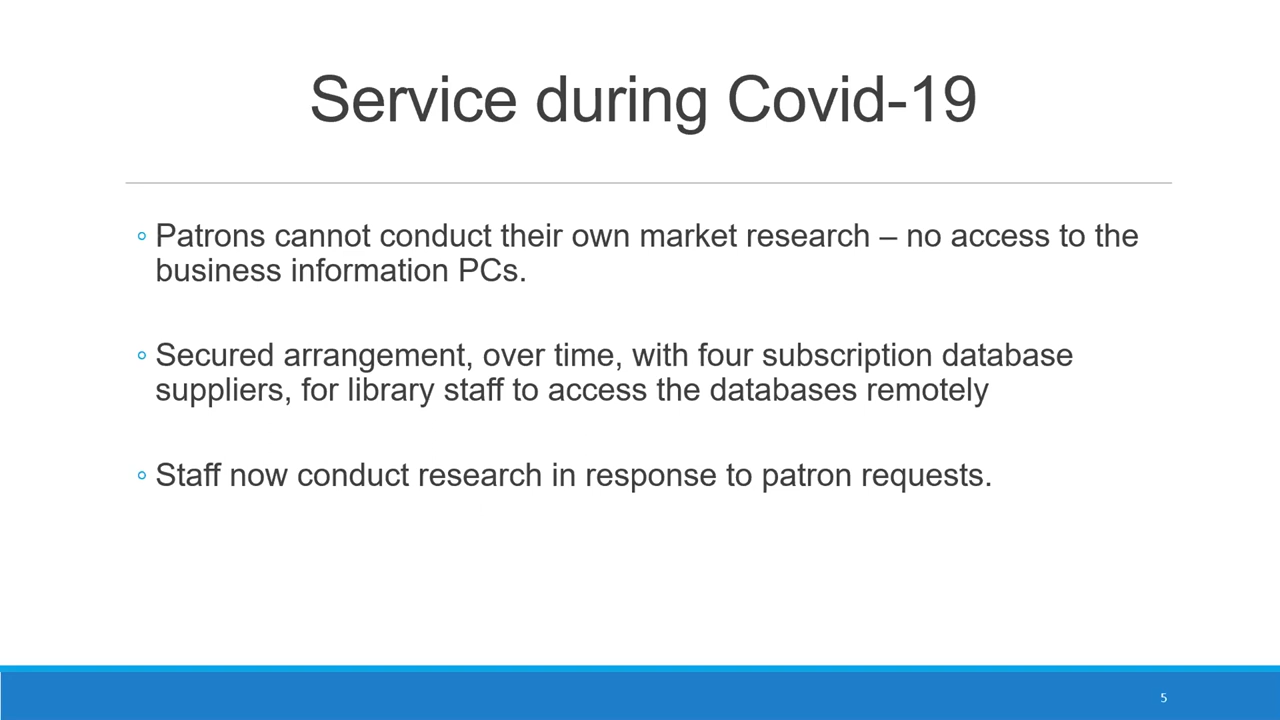 Service during Covid-19
◦ Patrons cannot conduct their own market research – no access to the
business information PCs.
◦ Secured arrangement, over time, with four subscription database
suppliers, for library staff to access the databases remotely
◦ Staff now conduct research in response to patron requests.
5